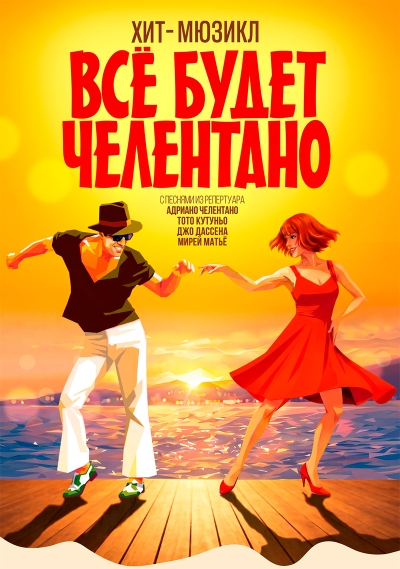 ХИТ-МЮЗИКЛ
ВСЁ БУДЕТ
ЧЕЛЕНТАНО
С ПЕСНЯМИ ИЗ РЕПЕРТУАРА
АДРИАНО ЧЕЛЕНТАНО
ТОТО КУТУНЬО
ДЖО ДАССЕНА
МИРЕЙ МАТЬЁ